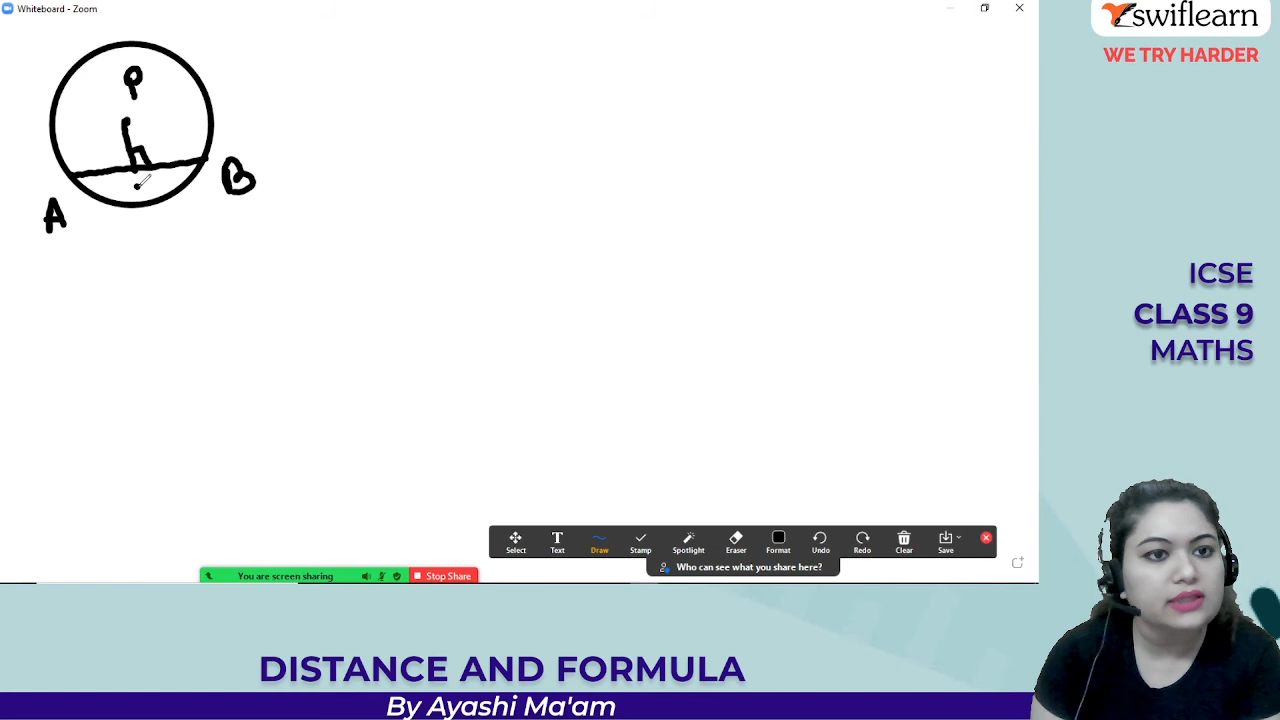 Whiteboard - Zoom
swiflearn
WE TRY HARDER
P
A
B
ICSE
CLASS 9
MATHS
Select
Text
Draw
Stamp
Spotlight
Eraser
Format
Undo
Redo
Clear
Save
Who can see what you share here?
You are screen sharing
Stop Share
DISTANCE AND FORMULA
By Ayashi Ma'am